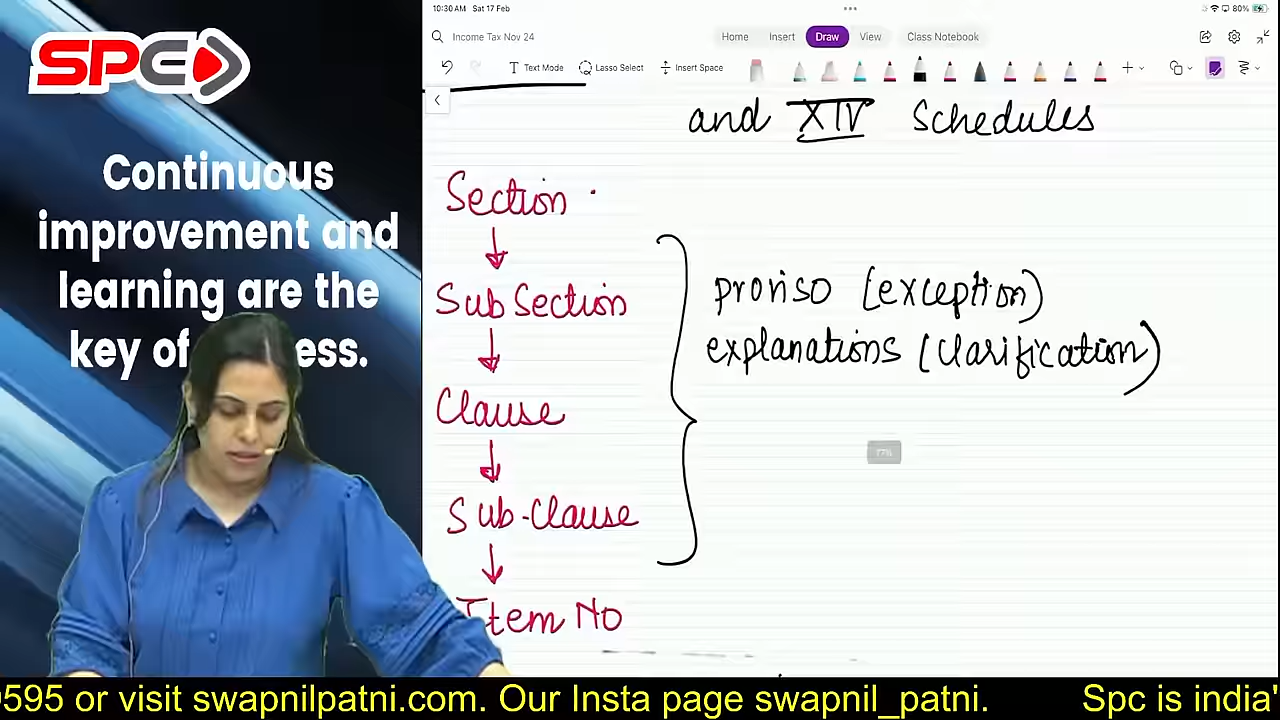 SPC
Continuous
improvement and
learning are the
key of ess.
10:30 AM Sat 17 Feb
80%
Income Tax Nov 24
Home Insert Draw View Class Notebook
Text Mode Lasso Select Insert Space
and XIV Schedules
Section
Sub Section
Clause
Sub-Clause
Item No
proviso (exception)
explanations (Clarification)
77%
9595 or visit swapnilpatni.com. Our Insta page swapnil_patni. Spc is india'